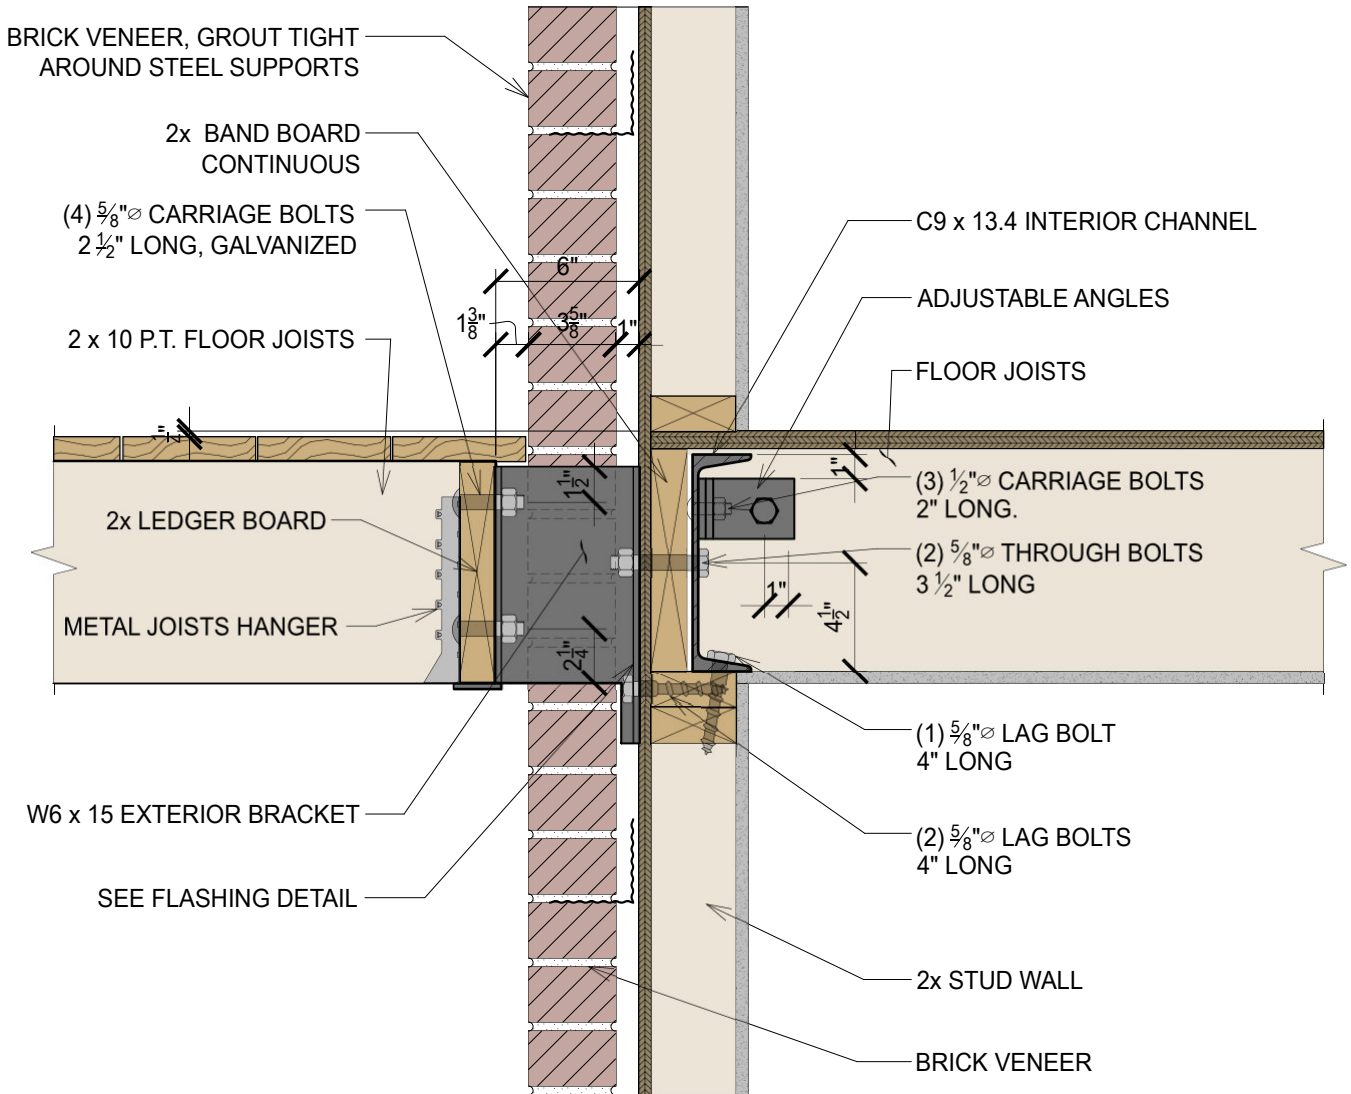 BRICK VENEER, GROUT TIGHT
AROUND STEEL SUPPORTS
2x BAND BOARD
CONTINUOUS
(4) 5/8"⌀ CARRIAGE BOLTS
2 1/2" LONG, GALVANIZED
2 x 10 P.T. FLOOR JOISTS
C9 x 13.4 INTERIOR CHANNEL
ADJUSTABLE ANGLES
FLOOR JOISTS
6"
1 3/8"
3 5/8"
1"
1/4"
1 1/2"
1"
(3) 1/2"⌀ CARRIAGE BOLTS
2" LONG.
2x LEDGER BOARD
(2) 5/8"⌀ THROUGH BOLTS
3 1/2" LONG
1"
4 1/2"
METAL JOISTS HANGER
2 1/4"
(1) 5/8"⌀ LAG BOLT
4" LONG
W6 x 15 EXTERIOR BRACKET
(2) 5/8"⌀ LAG BOLTS
4" LONG
SEE FLASHING DETAIL
2x STUD WALL
BRICK VENEER